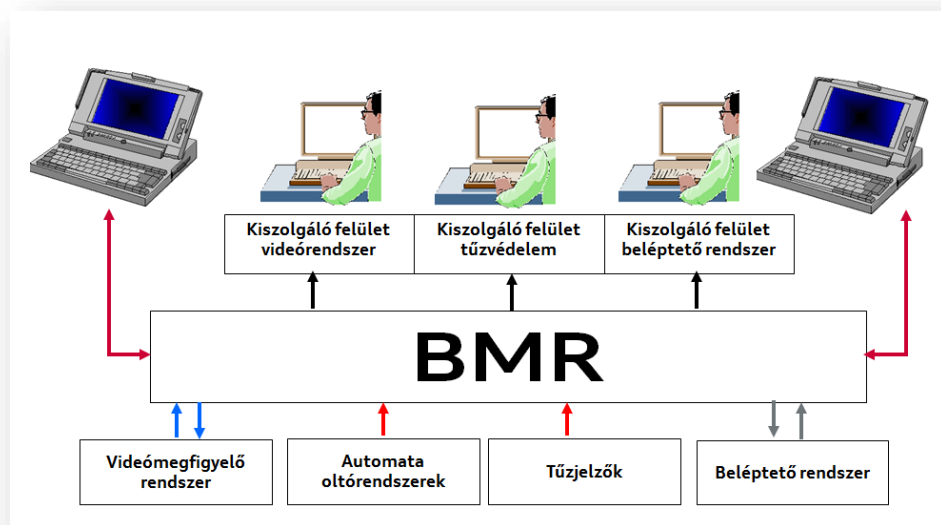 Kiszolgáló felület
videórendszer
Kiszolgáló felület
tűzvédelem
Kiszolgáló felület
beléptető rendszer
BMR
Videómegfigyelő
rendszer
Automata
oltórendszerek
Tűzjelzők
Beléptető rendszer